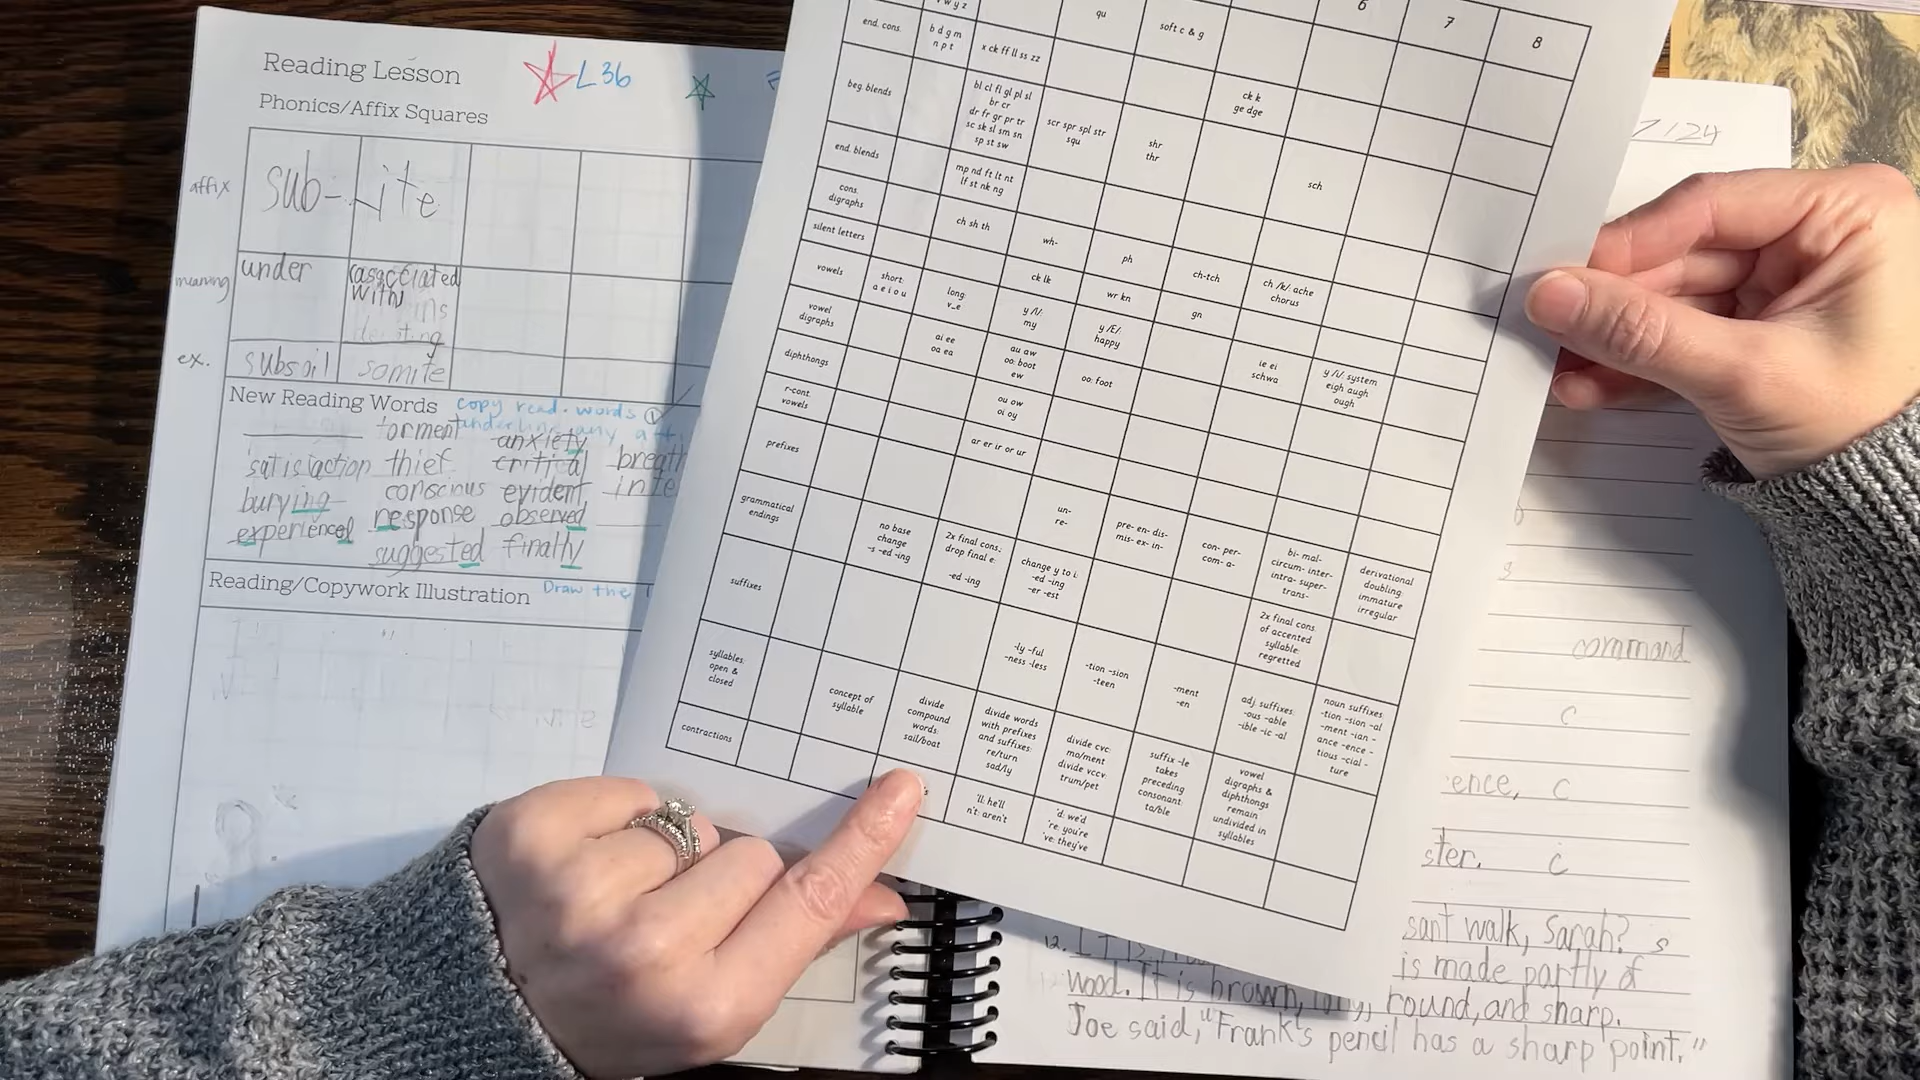 Reading Lesson
L36
Phonics/Affix Squares
affix
sub-
-ite
meaning
under
associated
with
ex.
subsoil
somite
New Reading Words
copy read. words
torment
anxiety
satisfaction thief critical
burying conscious evident,
experienced response observed
suggested finally
Reading/Copywork Illustration
Draw the
6 7 8
w y z
qu
soft c & g
end. cons.
b d g m
n p t
x ck ff ll ss zz
ck k
ge dge
beg. blends
bl cl fl gl pl sl
br cr
dr fr gr pr tr
sc sk sl sm sn
sp st sw
scr spr spl str
squ
shr
thr
sch
end. blends
mp nd ft lt nt
lf st nk ng
cons.
digraphs
ch sh th
wh-
ph
ch-tch
ch /k/: ache
chorus
silent letters
ck lk
wr kn
gn
vowels
short:
a e i o u
long:
v_e
y /I/:
my
y /E/:
happy
ie ei
schwa
y /i/: system
eigh augh
ough
vowel
digraphs
ai ee
oa ea
au aw
oo: boot
ew
oo: foot
diphthongs
ou ow
oi oy
r-cont.
vowels
ar er ir or ur
prefixes
un-
re-
pre- en- dis-
mis- ex- in-
con- per-
com- a-
bi- mal-
circum- inter-
intra- super-
trans-
derivational
doubling:
immature
irregular
grammatical
endings
no base
change
-s -ed -ing
2x final cons.;
drop final e:
-ed -ing
change y to i:
-ed -ing
-er -est
2x final cons.
of accented
syllable:
regretted
suffixes
-ly -ful
-ness -less
-tion -sion
-teen
-ment
-en
adj. suffixes:
-ous -able
-ible -ic -al
noun suffixes:
-tion -sion -al
-ment -ian -
ance -ence -
tious -cial -
ture
syllables:
open &
closed
concept of
syllable
divide
compound
words:
sail/boat
divide words
with prefixes
and suffixes:
re/turn
sad/ly
divide cvc:
mo/ment
divide vccv:
trum/pet
suffix -le
takes
preceding
consonant:
ta/ble
vowel
digraphs &
diphthongs
remain
undivided in
syllables
contractions
'll: he'll
n't: aren't
'd: we'd
're: you're
've: they've
command
c
ence, c
ster. c
walk, Sarah? s
is made partly of
wood. It is brown, round, and sharp.
Joe said, "Frank's pencil has a sharp point."